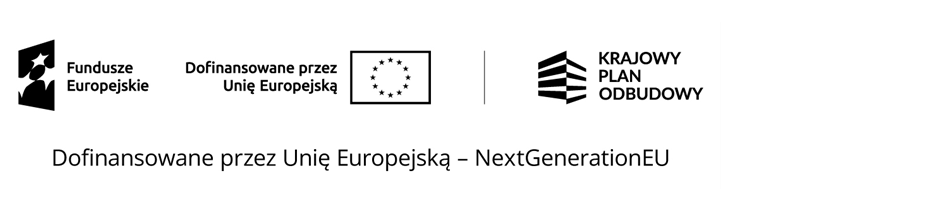 Fundusze
Europejskie
Dofinansowane przez
Unię Europejską
KRAJOWY
PLAN
ODBUDOWY
Dofinansowane przez Unię Europejską – NextGenerationEU